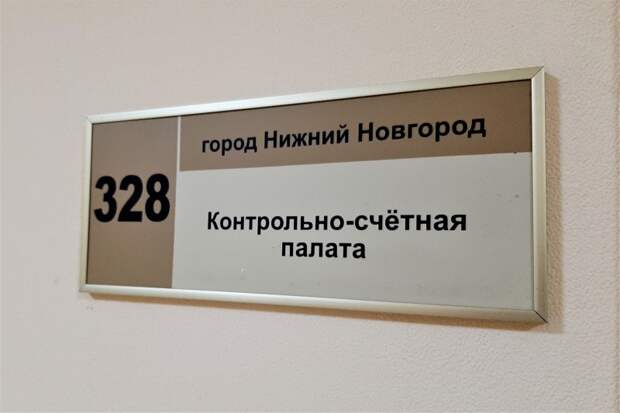 328
город Нижний Новгород
Контрольно-счётная
палата